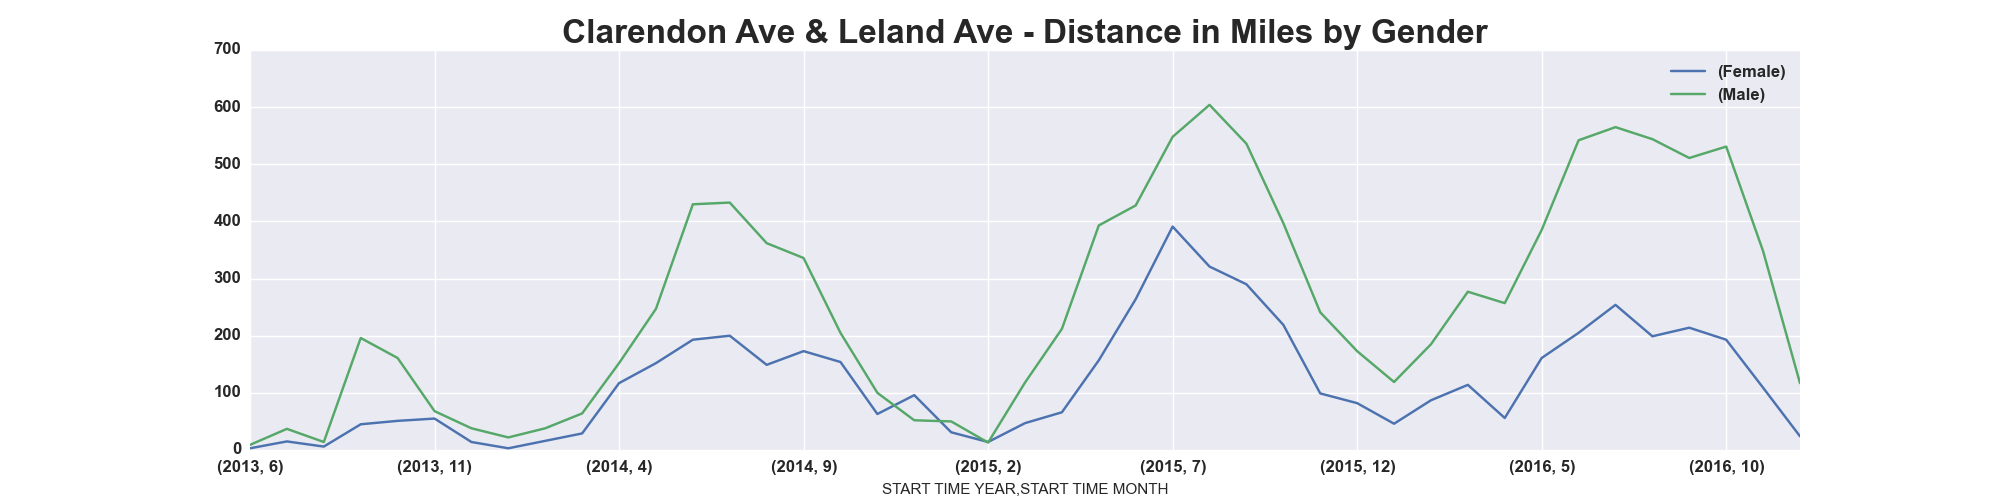 Clarendon Ave & Leland Ave - Distance in Miles by Gender
700
600
500
400
300
200
100
0
(Female)
(Male)
(2013, 6) (2013, 11) (2014, 4) (2014, 9) (2015, 2) (2015, 7) (2015, 12) (2016, 5) (2016, 10)
START TIME YEAR,START TIME MONTH